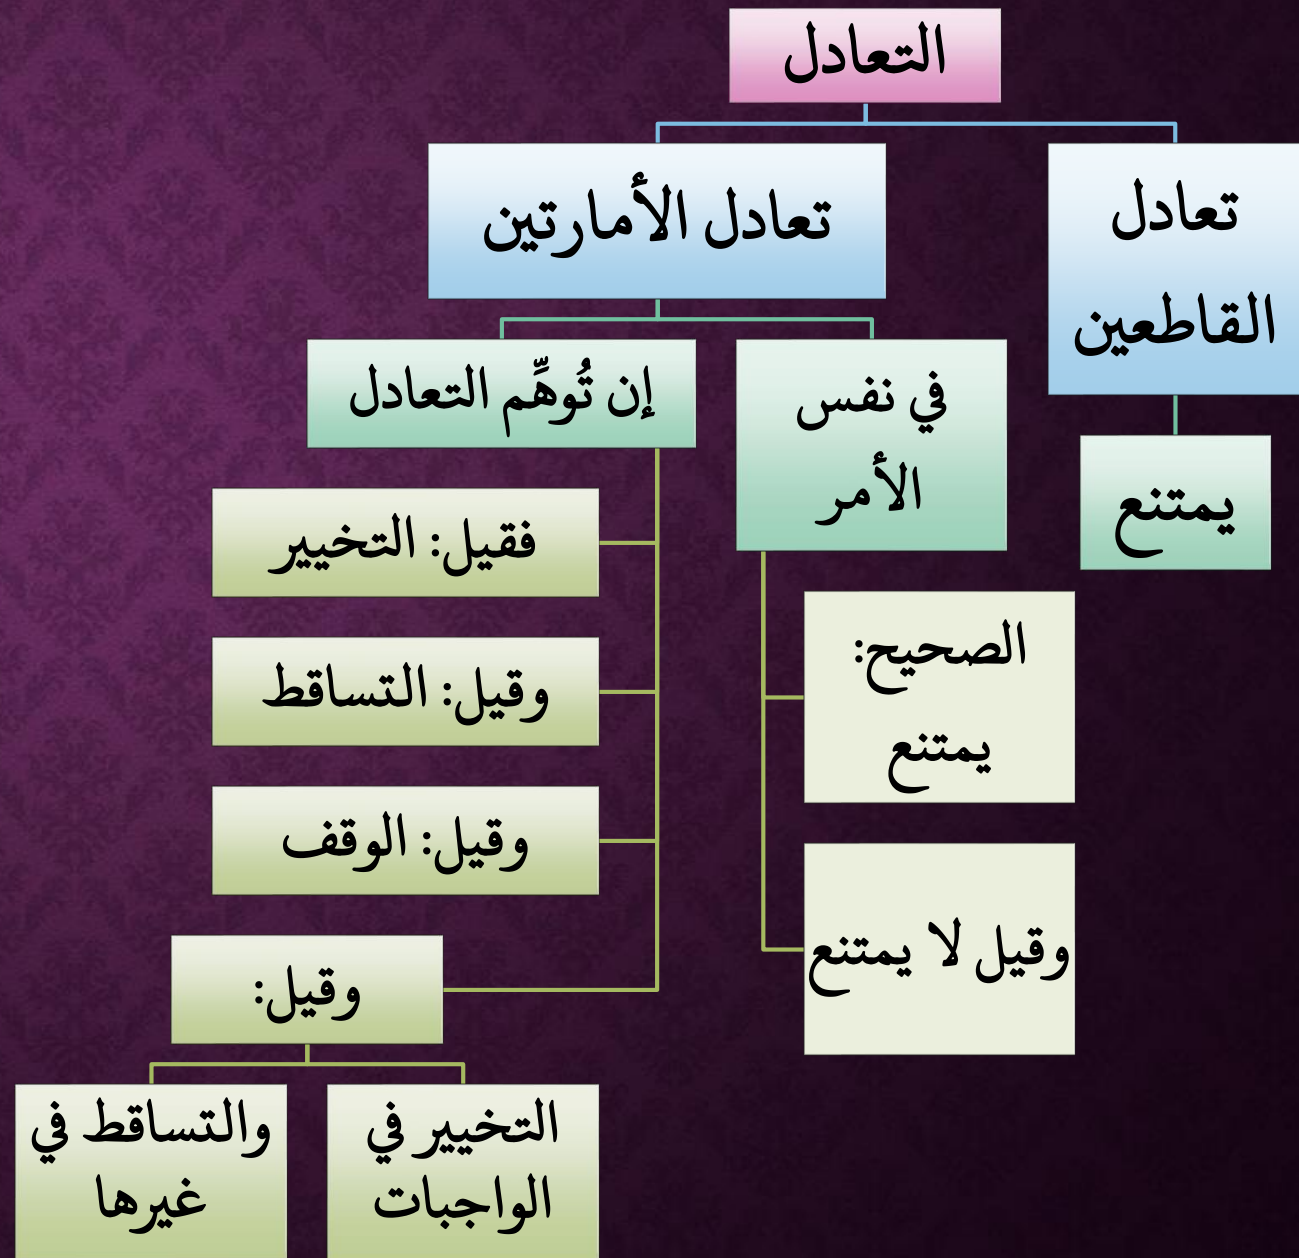 التعادل
تعادل
القاطعين
يمتنع
تعادل الأمارتين
في نفس
الأمر
الصحيح:
يمتنع
وقيل لا يمتنع
إن تُوهِّم التعادل
فقيل: التخيير
وقيل: التساقط
وقيل: الوقف
وقيل:
التخيير في
الواجبات
والتساقط في
غيرها